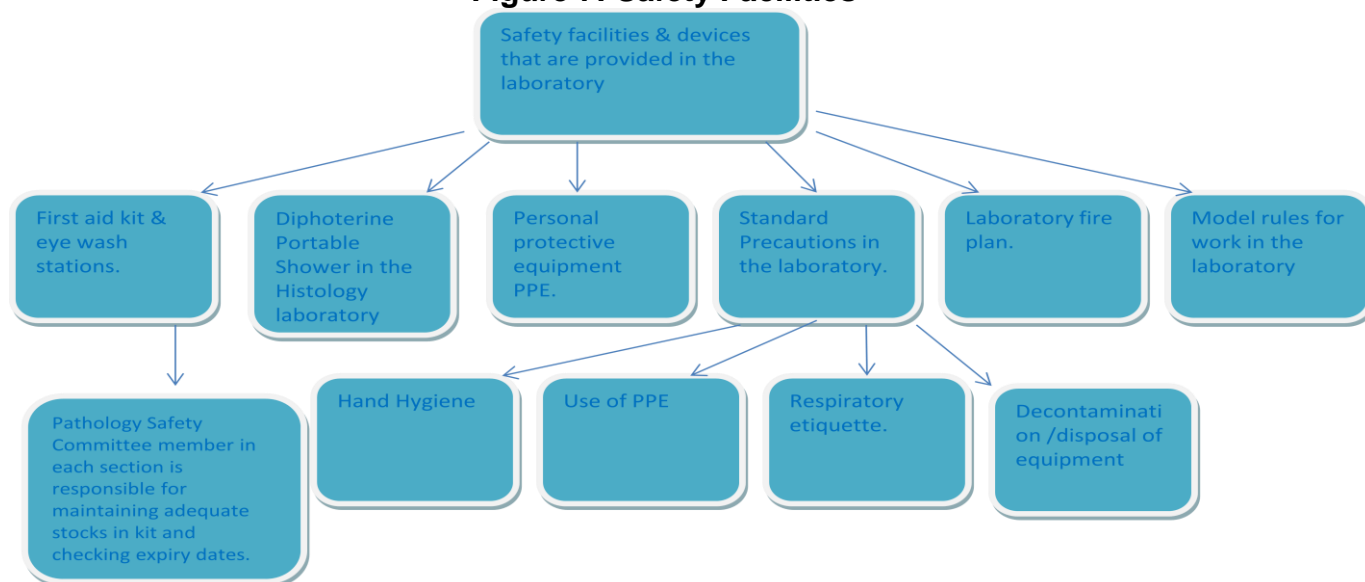 Figure Safety Facilities
Safety facilities & devices
that are provided in the
laboratory
First aid kit &
eye wash
stations.
Diphoterine
Portable
Shower in the
Histology
laboratory
Personal
protective
equipment
PPE.
Standard
Precautions in
the laboratory.
Laboratory fire
plan.
Model rules for
work in the
laboratory
Pathology Safety
Committee member in
each section is
responsible for
maintaining adequate
stocks in kit and
checking expiry dates.
Hand Hygiene
Use of PPE
Respiratory
etiquette.
Decontaminati
on /disposal of
equipment